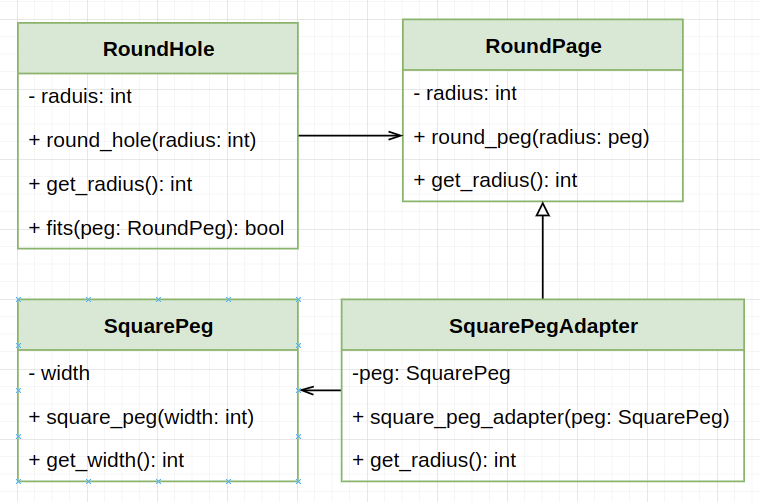 RoundHole
- raduis: int
+ round_hole(radius: int)
+ get_radius(): int
+ fits(peg: RoundPeg): bool
RoundPage
- radius: int
+ round_peg(radius: peg)
+ get_radius(): int
SquarePeg
- width
+ square_peg(width: int)
+ get_width(): int
SquarePegAdapter
-peg: SquarePeg
+ square_peg_adapter(peg: SquarePeg)
+ get_radius(): int